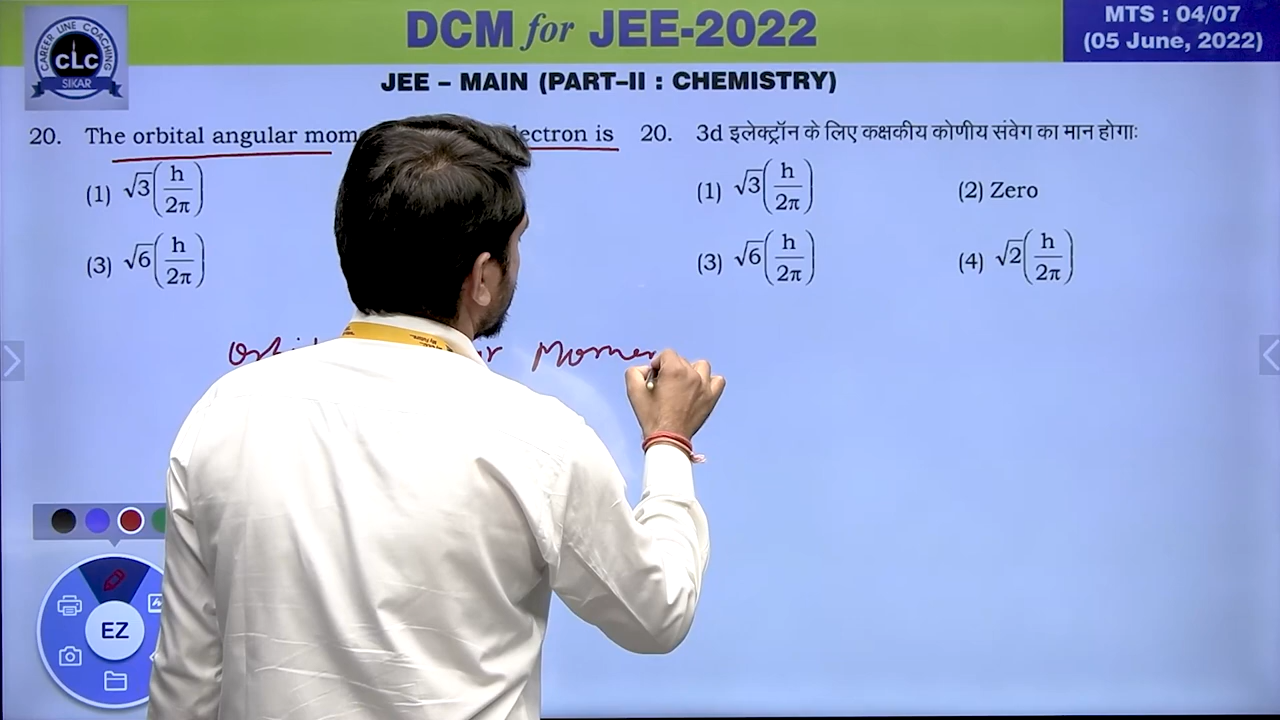 DCM for JEE-2022
MTS : 04/07
(05 June, 2022)
CAREER LINE COACHING
CLC
SIKAR
JEE – MAIN (PART–II : CHEMISTRY)
20. The orbital angular mom lectron is
(1) √3(h/2π)
(3) √6(h/2π)
20. 3d इलेक्ट्रॉन के लिए कक्षकीय कोणीय संवेग का मान होगाः
(1) √3(h/2π) (2) Zero
(3) √6(h/2π) (4) √2(h/2π)
Orbi ar Momen
EZ